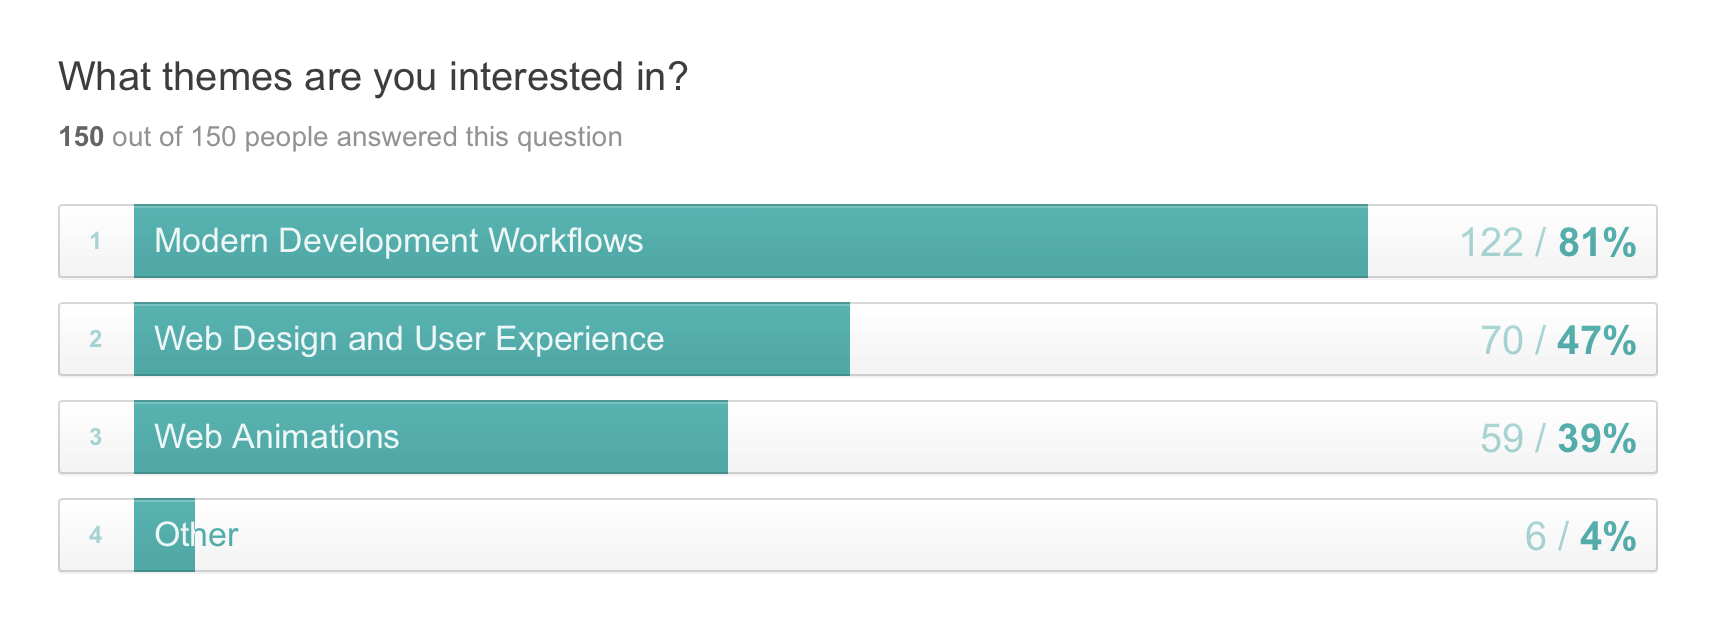 What themes are you interested in?
150 out of 150 people answered this question
1 Modern Development Workflows 122 / 81%
2 Web Design and User Experience 70 / 47%
3 Web Animations 59 / 39%
4 Other 6 / 4%